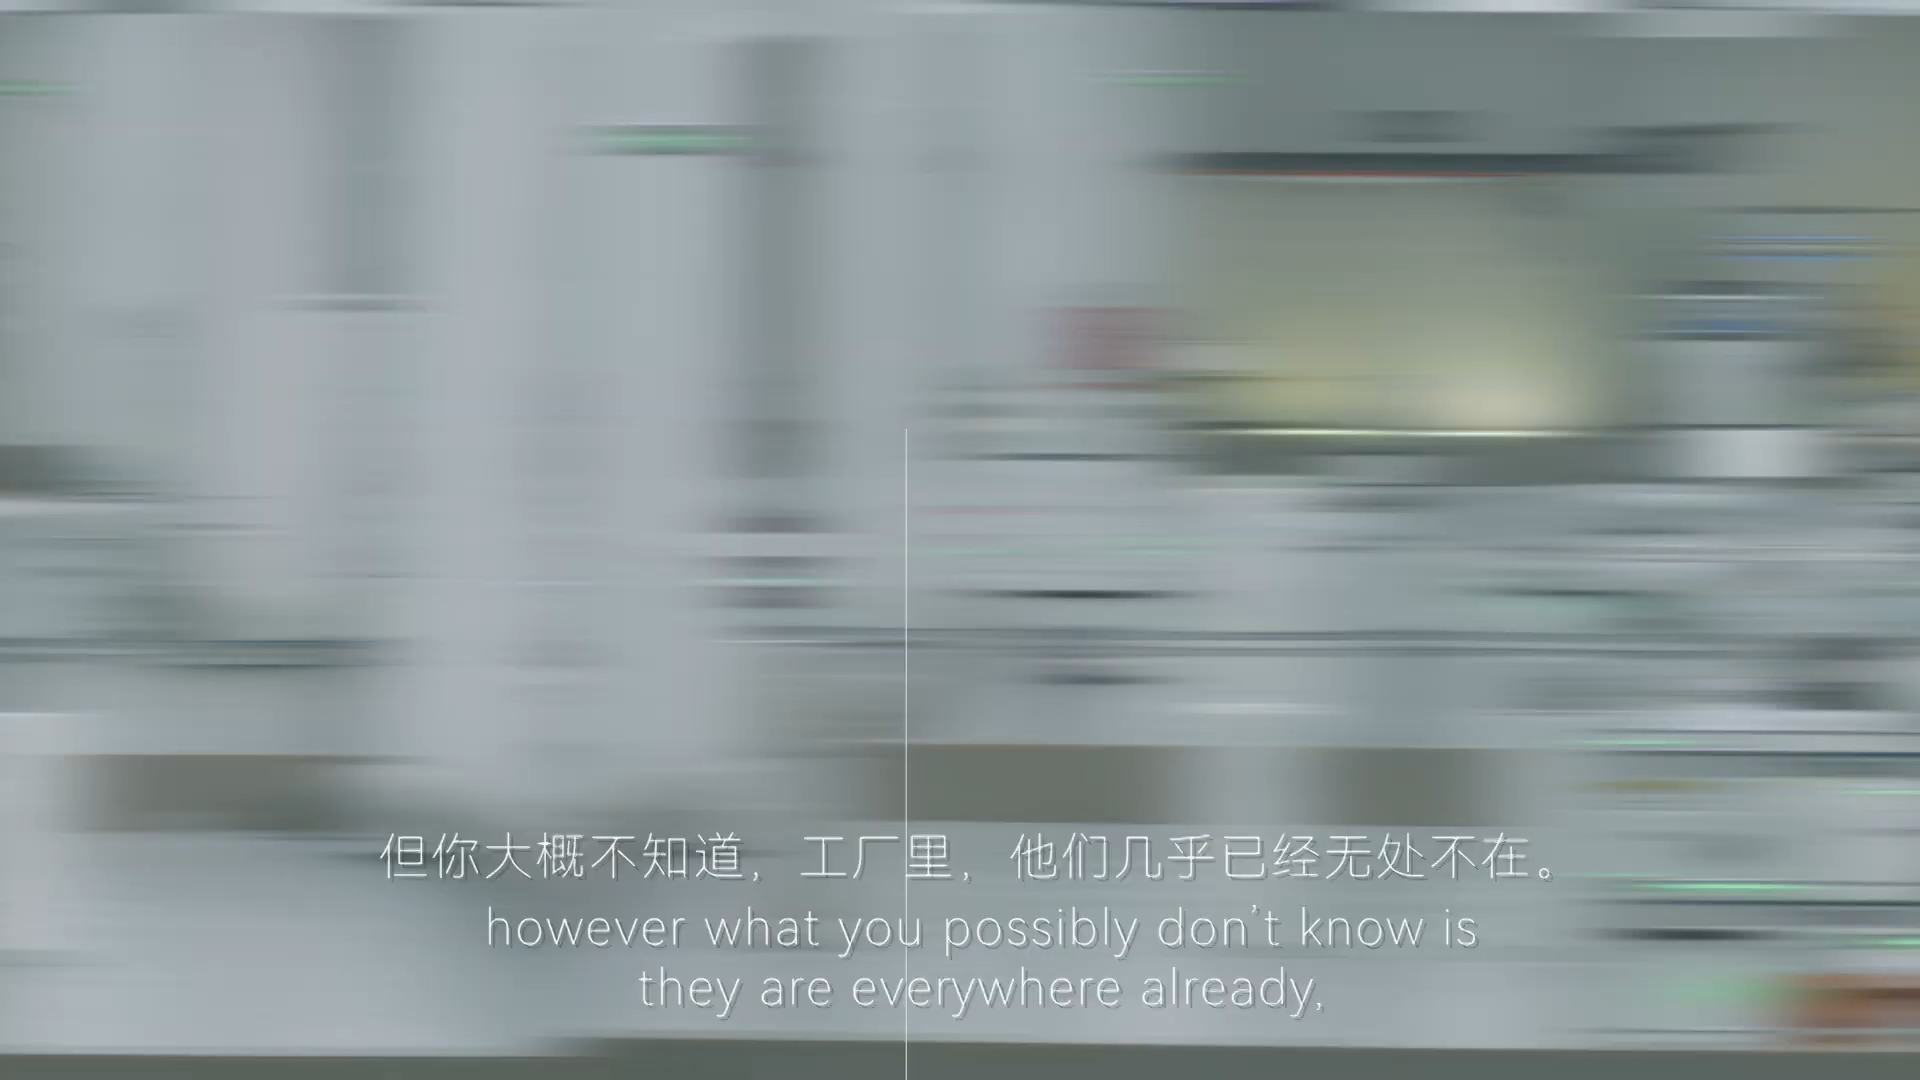 但你大概不知道，工厂里，他们几乎已经无处不在。
however what you possibly don't know is
they are everywhere already,